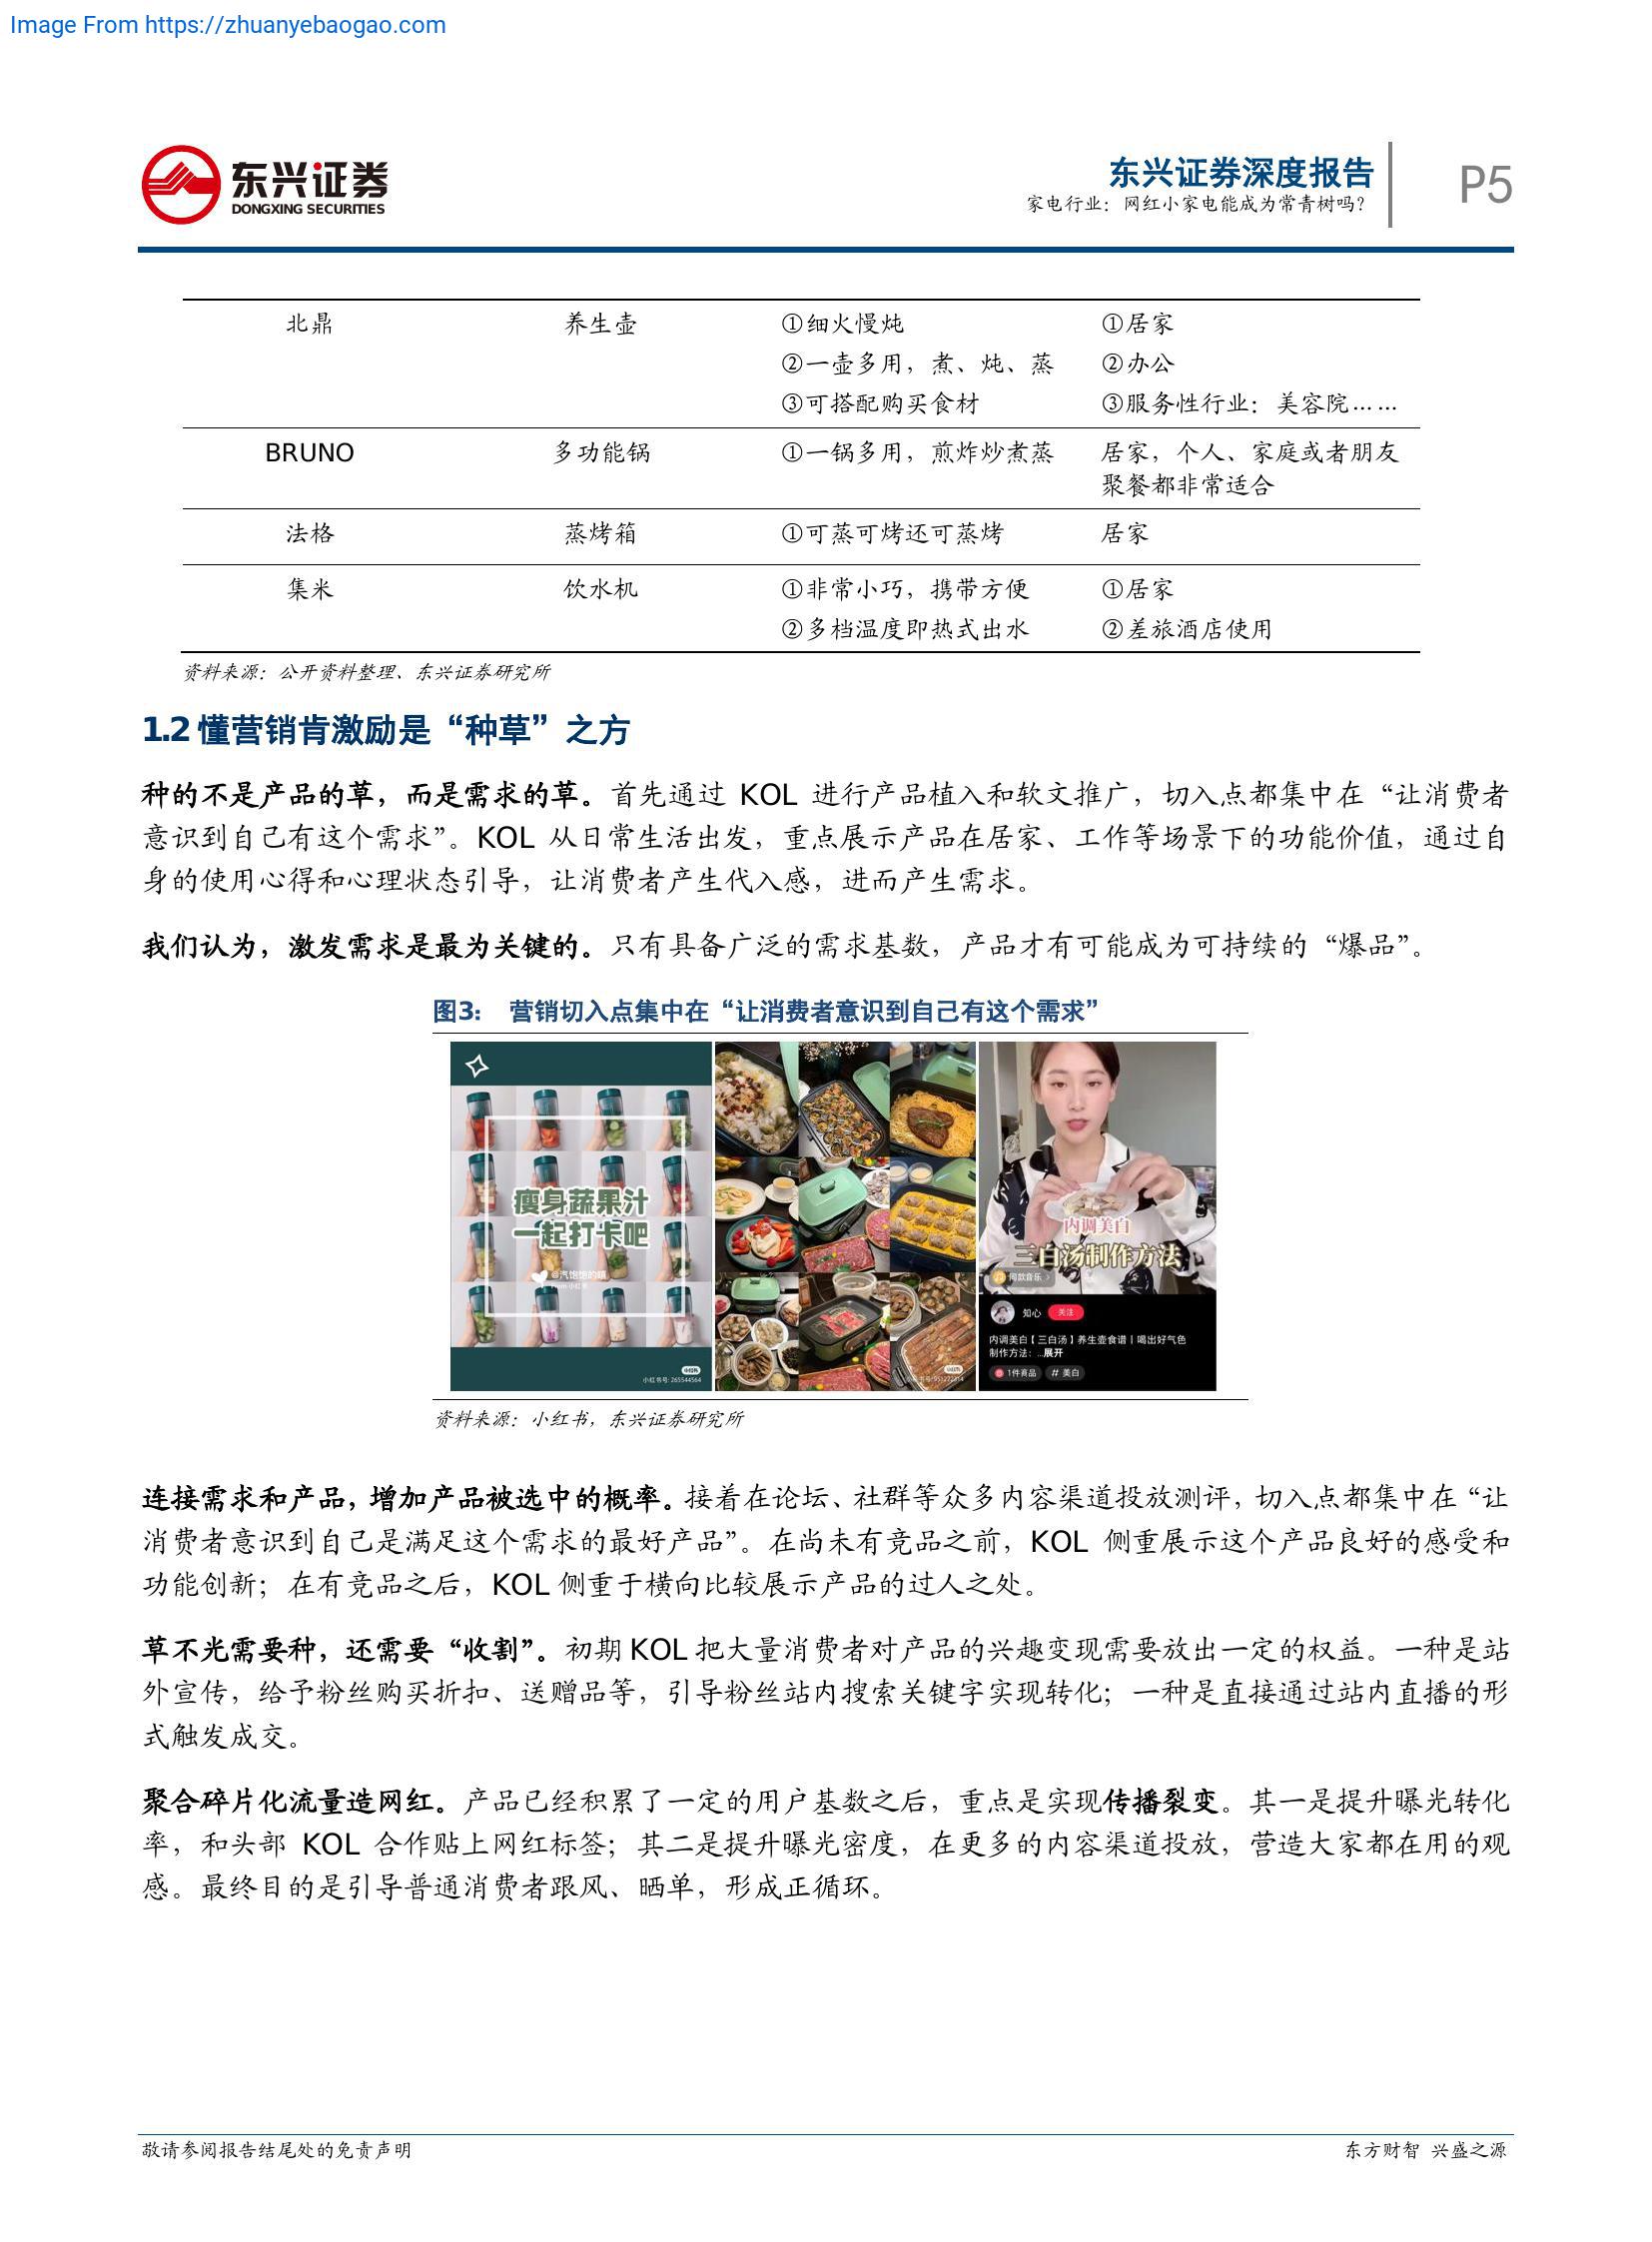 Image From https://zhuanyebaogao.com
东兴证券
DONGXING SECURITIES
东兴证券深度报告
家电行业：网红小家电能成为常青树吗？
P5
北鼎 养生壶 ①细火慢炖 ①居家
②一壶多用，煮、炖、蒸 ②办公
③可搭配购买食材 ③服务性行业：美容院……
BRUNO 多功能锅 ①一锅多用，煎炸炒煮蒸 居家，个人、家庭或者朋友
聚餐都非常适合
法格 蒸烤箱 ①可蒸可烤还可蒸烤 居家
集米 饮水机 ①非常小巧，携带方便 ①居家
②多档温度即热式出水 ②差旅酒店使用
资料来源：公开资料整理、东兴证券研究所
1.2 懂营销肯激励是“种草”之方
种的不是产品的草，而是需求的草。首先通过 KOL 进行产品植入和软文推广，切入点都集中在“让消费者
意识到自己有这个需求”。KOL 从日常生活出发，重点展示产品在居家、工作等场景下的功能价值，通过自
身的使用心得和心理状态引导，让消费者产生代入感，进而产生需求。
我们认为，激发需求是最为关键的。只有具备广泛的需求基数，产品才有可能成为可持续的“爆品”。
图3： 营销切入点集中在“让消费者意识到自己有这个需求”
瘦身蔬果汁
一起打卡吧
小红书
小红书号: 265544564
小红书
内调美白
三白汤制作方法
同款音乐
知心 关注
内调美白【三白汤】养生壶食谱丨喝出好气色
制作方法：...展开
1件商品 # 美白
资料来源：小红书，东兴证券研究所
连接需求和产品，增加产品被选中的概率。接着在论坛、社群等众多内容渠道投放测评，切入点都集中在“让
消费者意识到自己是满足这个需求的最好产品”。在尚未有竞品之前，KOL 侧重展示这个产品良好的感受和
功能创新；在有竞品之后，KOL 侧重于横向比较展示产品的过人之处。
草不光需要种，还需要“收割”。初期 KOL 把大量消费者对产品的兴趣变现需要放出一定的权益。一种是站
外宣传，给予粉丝购买折扣、送赠品等，引导粉丝站内搜索关键字实现转化；一种是直接通过站内直播的形
式触发成交。
聚合碎片化流量造网红。产品已经积累了一定的用户基数之后，重点是实现传播裂变。其一是提升曝光转化
率，和头部 KOL 合作贴上网红标签；其二是提升曝光密度，在更多的内容渠道投放，营造大家都在用的观
感。最终目的是引导普通消费者跟风、晒单，形成正循环。
敬请参阅报告结尾处的免责声明
东方财智 兴盛之源